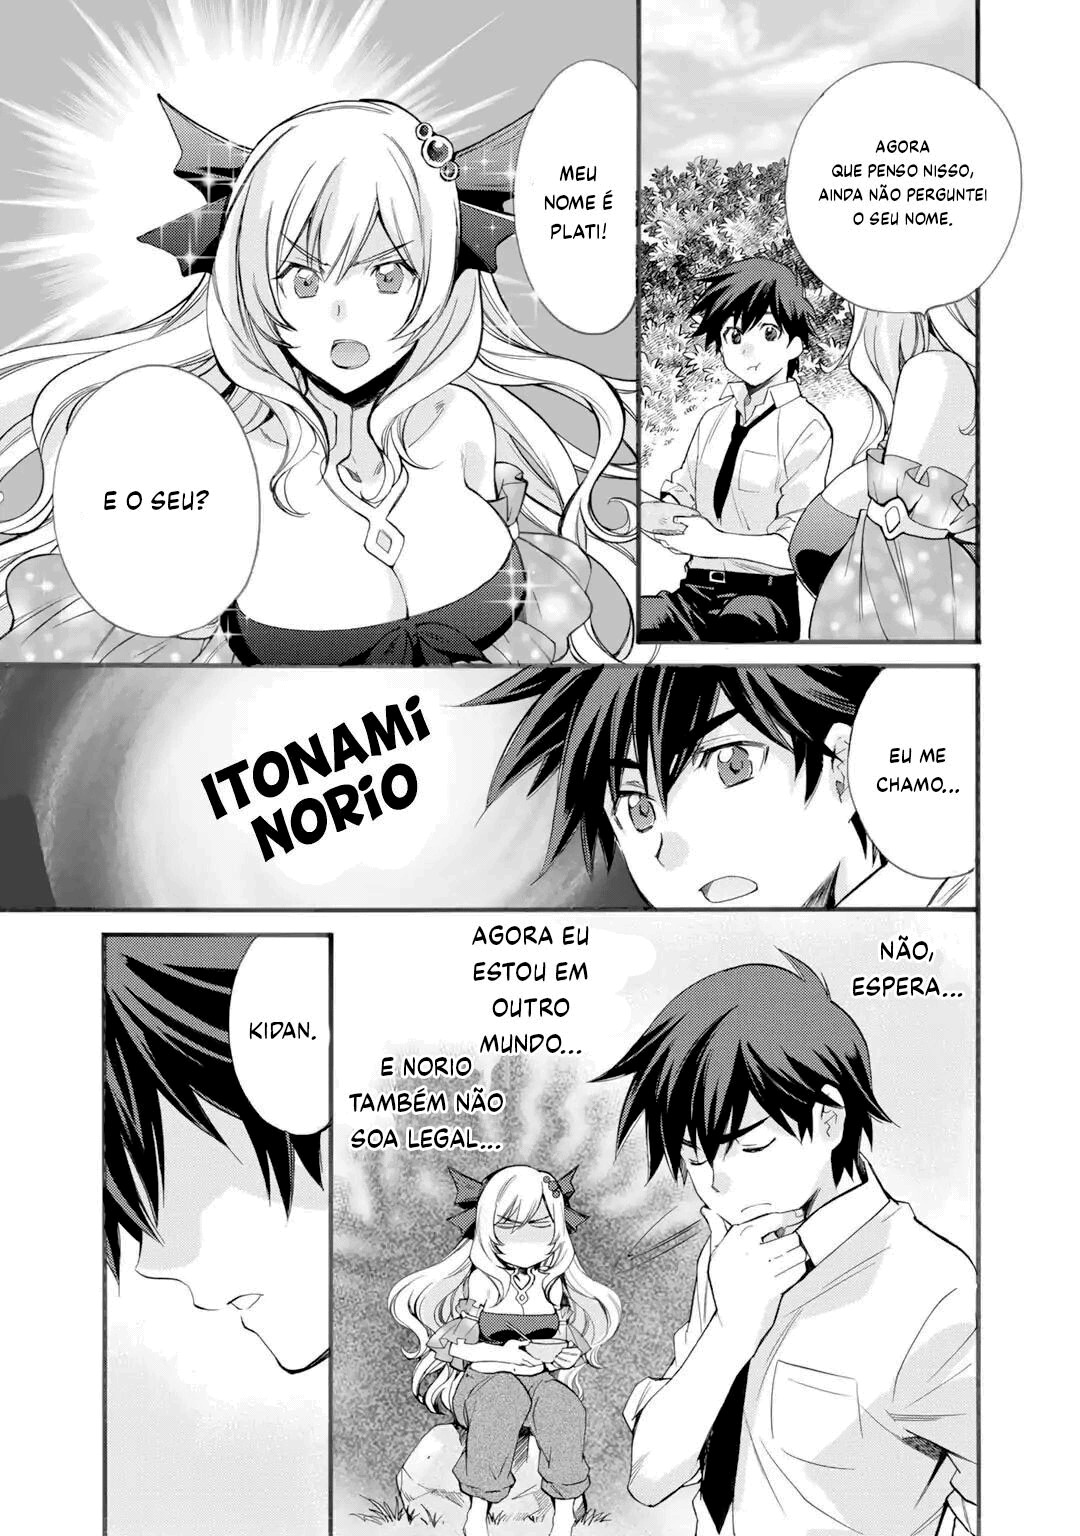 AGORA
QUE PENSO NISSO,
AINDA NÃO PERGUNTEI
O SEU NOME.
MEU
NOME É
PLATI!
E O SEU?
EU ME
CHAMO...
ITONAMI
NORIO
NÃO,
ESPERA...
AGORA EU
ESTOU EM
OUTRO
MUNDO...
E NORIO
TAMBÉM NÃO
SOA LEGAL...
KIDAN.